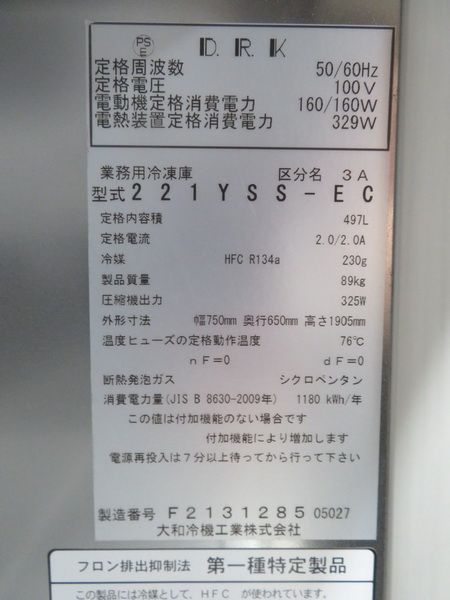 PS
E
D.R.K
定格周波数 50/60Hz
定格電圧 100V
電動機定格消費電力 160/160W
電熱装置定格消費電力 329W
業務用冷凍庫 区分名 3A
型式 221YSS-EC
定格内容積 497L
定格電流 2.0/2.0A
冷媒 HFC R134a 230g
製品質量 89kg
圧縮機出力 325W
外形寸法 幅750mm 奥行650mm 高さ1905mm
温度ヒューズの定格動作温度 76℃
nF=0 dF=0
断熱発泡ガス シクロペンタン
消費電力量(JIS B 8630-2009年) 1180 kWh/年
この値は付加機能のない場合です
付加機能により増加します
電源再投入は7分以上待ってから行って下さい
製造番号 F2131285 05027
大和冷機工業株式会社
フロン排出抑制法 第一種特定製品
この製品には冷媒として、HFC が使われています。